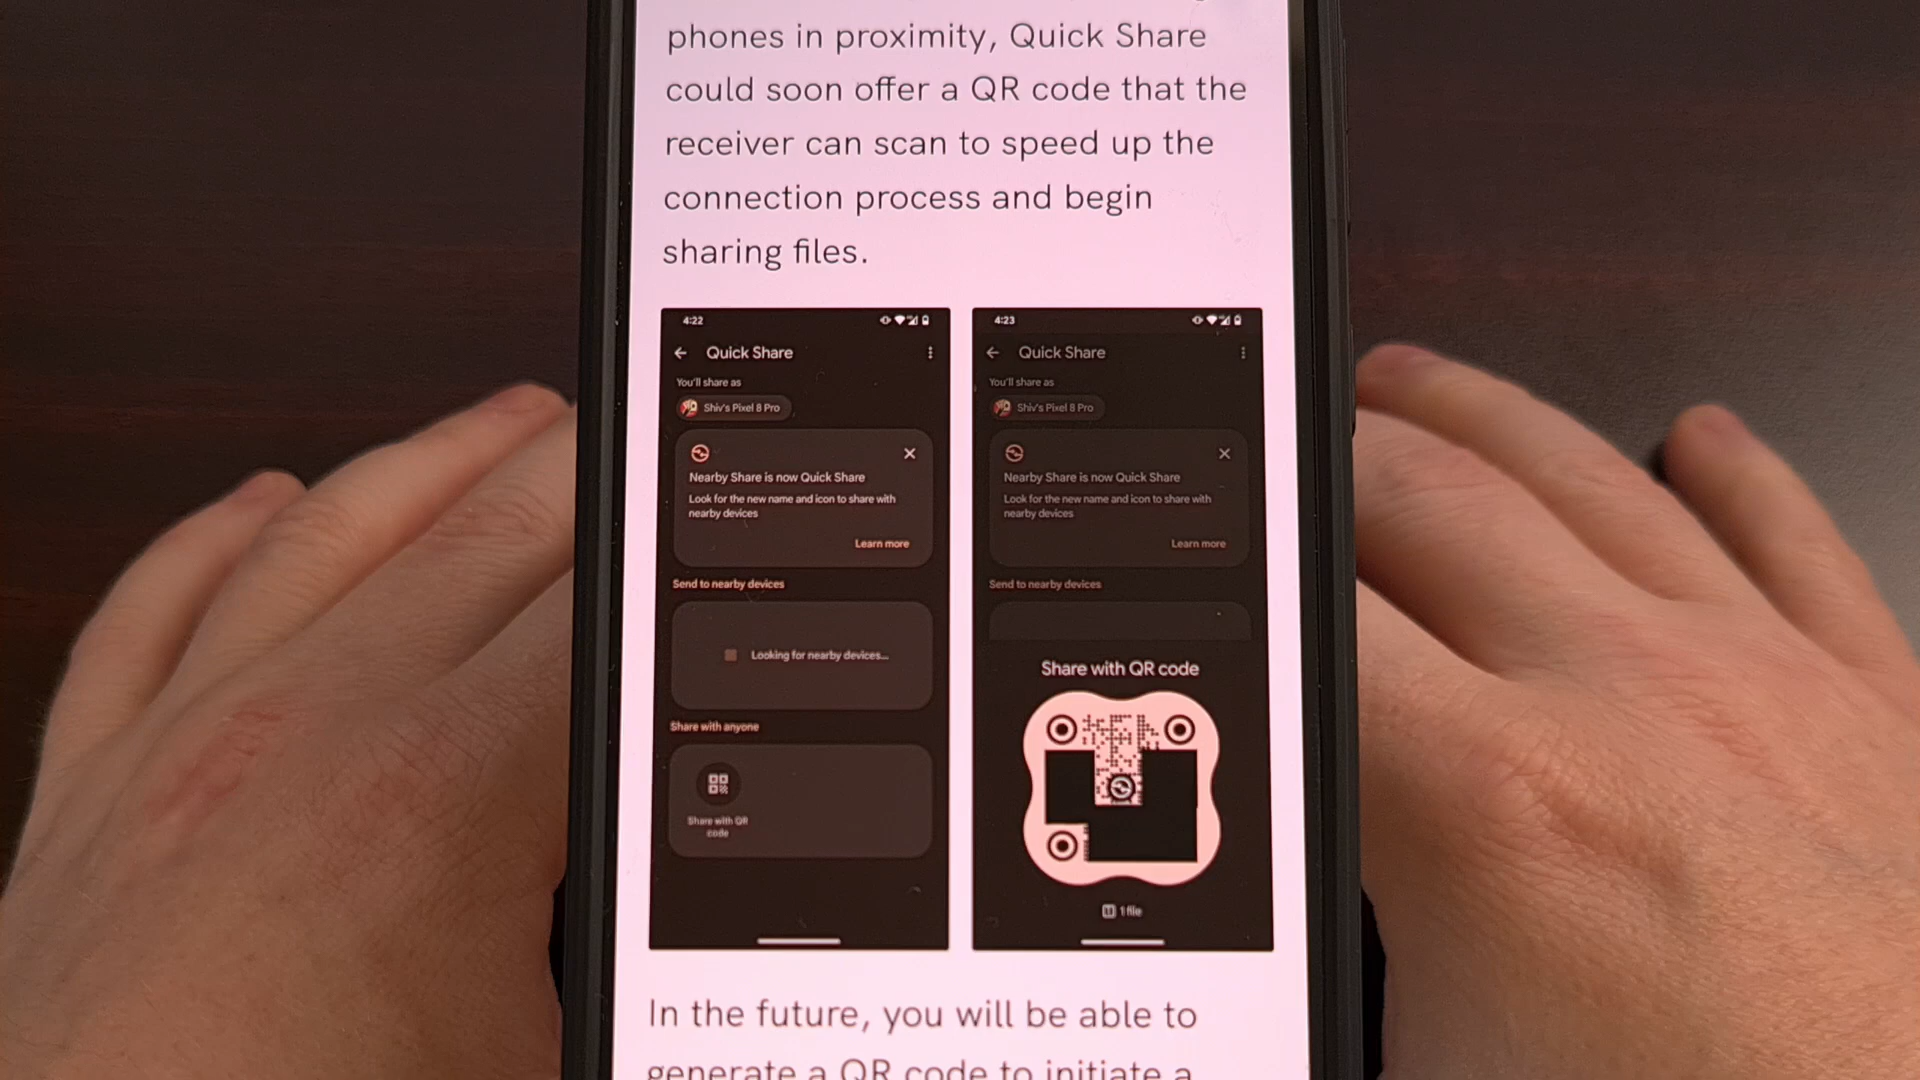 phones in proximity, Quick Share
could soon offer a QR code that the
receiver can scan to speed up the
connection process and begin
sharing files.
4:22
Quick Share
You'll share as
Shiv's Pixel 8 Pro
Nearby Share is now Quick Share
Look for the new name and icon to share with
nearby devices
Learn more
Send to nearby devices
Looking for nearby devices...
Share with anyone
Share with QR
code
4:23
Quick Share
You'll share as
Shiv's Pixel 8 Pro
Nearby Share is now Quick Share
Look for the new name and icon to share with
nearby devices
Learn more
Send to nearby devices
Share with QR code
1 file
In the future, you will be able to
generate a QR code to initiate a